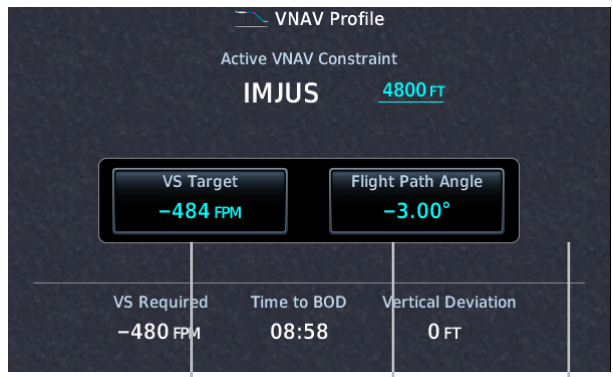 VNAV Profile
Active VNAV Constraint
IMJUS 4800 FT
VS Target Flight Path Angle
−484 FPM −3.00°
VS Required Time to BOD Vertical Deviation
−480 FPM 08:58 0 FT